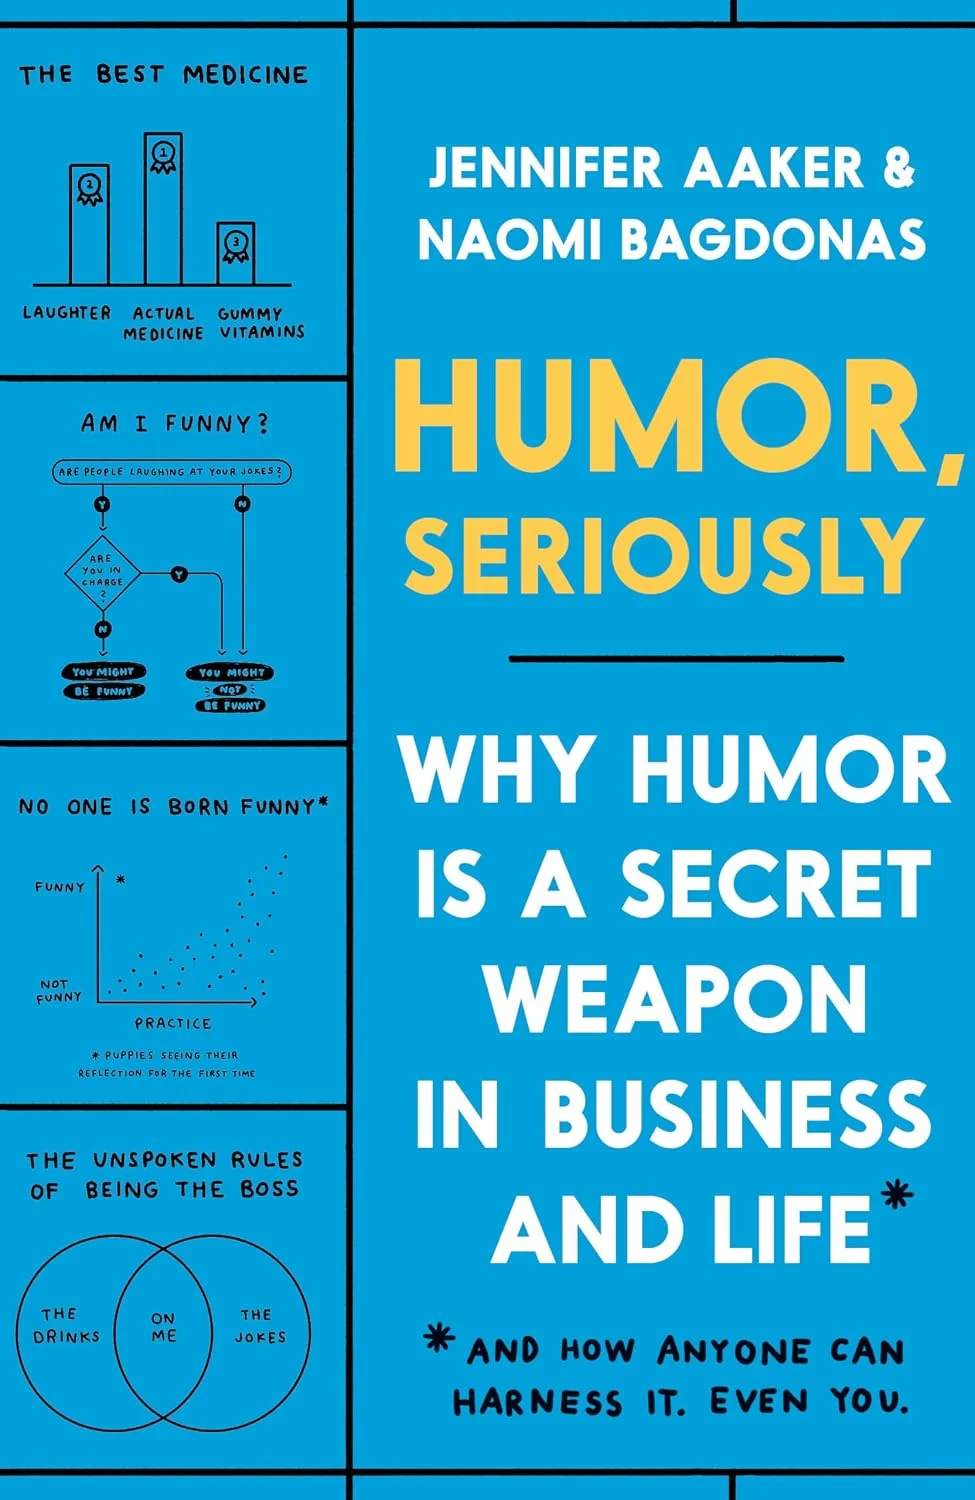 THE BEST MEDICINE
2
1
3
LAUGHTER
ACTUAL
MEDICINE
GUMMY
VITAMINS
AM I FUNNY?
ARE PEOPLE LAUGHING AT YOUR JOKES?
Y
N
ARE
YOU IN
CHARGE
?
Y
N
YOU MIGHT
BE FUNNY
YOU MIGHT
NOT
BE FUNNY
NO ONE IS BORN FUNNY*
FUNNY
*
NOT
FUNNY
PRACTICE
* PUPPIES SEEING THEIR
REFLECTION FOR THE FIRST TIME
THE UNSPOKEN RULES
OF BEING THE BOSS
THE
DRINKS
ON
ME
THE
JOKES
JENNIFER AAKER &
NAOMI BAGDONAS
HUMOR,
SERIOUSLY
WHY HUMOR
IS A SECRET
WEAPON
IN BUSINESS
AND LIFE*
*AND HOW ANYONE CAN
HARNESS IT. EVEN YOU.